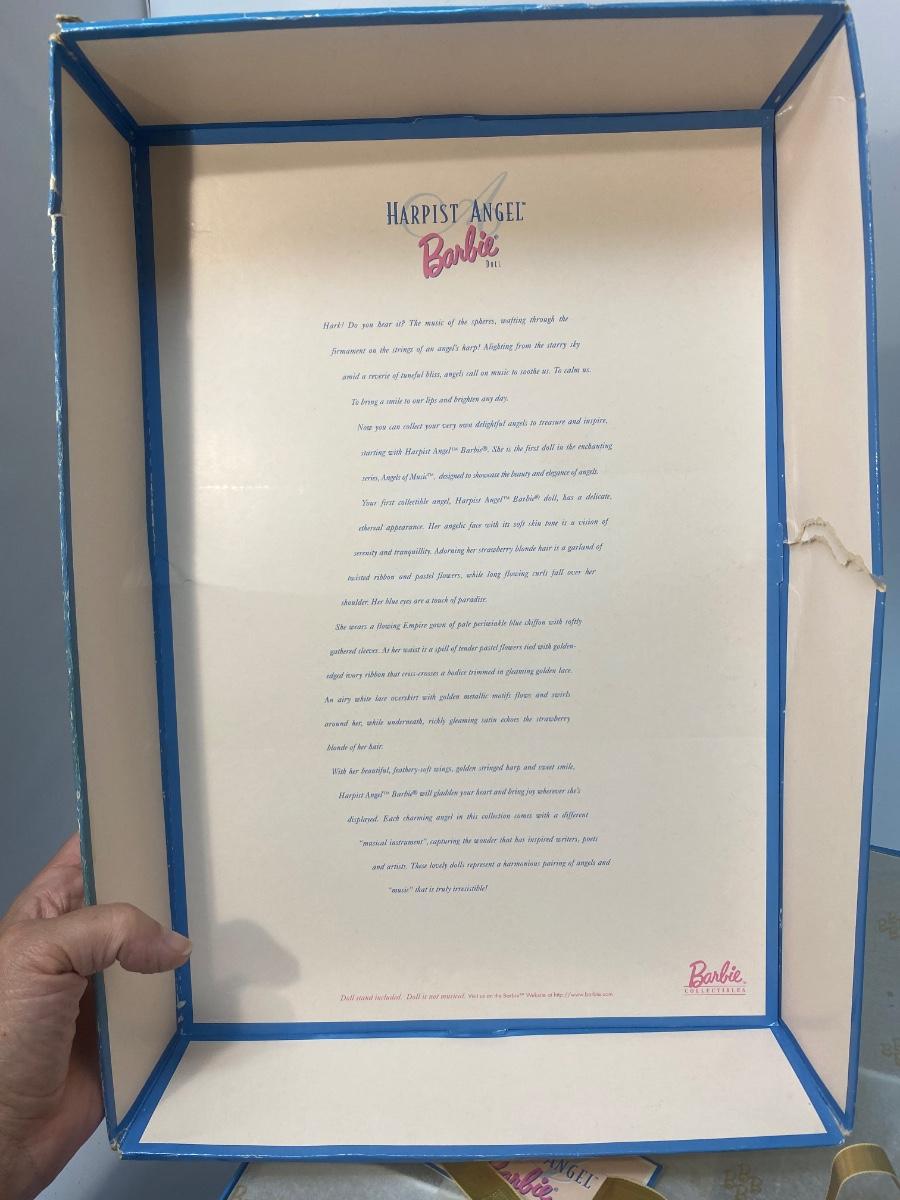 HARPIST ANGEL™
Barbie®
DOLL
Hark! Do you hear it? The music of the spheres, wafting through the
firmament on the strings of an angel's harp! Alighting from the starry sky
amid a reverie of tuneful bliss, angels call on music to soothe us. To calm us.
To bring a smile to our lips and brighten any day.
Now you can collect your very own delightful angels to treasure and inspire,
starting with Harpist Angel™ Barbie®. She is the first doll in the enchanting
series, Angels of Music™, designed to showcase the beauty and elegance of angels.
Your first collectible angel, Harpist Angel™ Barbie® doll, has a delicate,
ethereal appearance. Her angelic face with its soft skin tone is a vision of
serenity and tranquillity. Adorning her strawberry blonde hair is a garland of
twisted ribbon and pastel flowers, while long flowing curls fall over her
shoulder. Her blue eyes are a touch of paradise.
She wears a flowing Empire gown of pale periwinkle blue chiffon with softly
gathered sleeves. At her waist is a spill of tender pastel flowers tied with golden-
edged ivory ribbon that criss-crosses a bodice trimmed in gleaming golden lace.
An airy white lace overskirt with golden metallic motifs flows and swirls
around her, while underneath, richly gleaming satin echoes the strawberry
blonde of her hair.
With her beautiful, feathery-soft wings, golden stringed harp and sweet smile,
Harpist Angel™ Barbie® will gladden your heart and bring joy wherever she's
displayed. Each charming angel in this collection comes with a different
"musical instrument", capturing the wonder that has inspired writers, poets
and artists. These lovely dolls represent a harmonious pairing of angels and
"music" that is truly irresistible!
Barbie
COLLECTIBLES
Doll stand included. Doll is not musical. Visit us on the Barbie™ Website at http://www.barbie.com
ANGEL™
Barbie